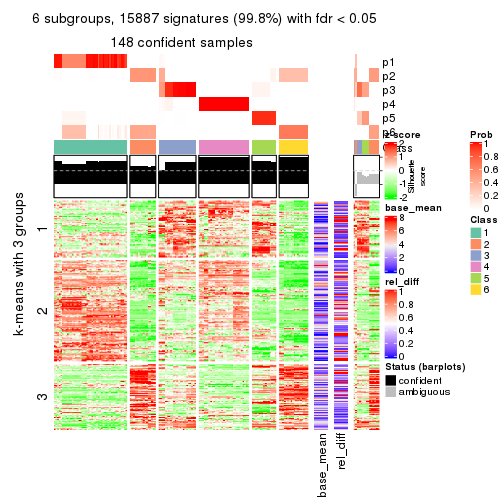 6 subgroups, 15887 signatures (99.8%) with fdr < 0.05
148 confident samples
p1
p2
p3
p4
p5
p6
Class
z-score
2
1
0
-1
-2
Silhouette
score
base_mean
8
6
4
2
0
rel_diff
1
0.8
0.6
0.4
0.2
0
Status (barplots)
confident
ambiguous
Prob
1
0.8
0.6
0.4
0.2
0
Class
1
2
3
4
5
6
k-means with 3 groups
1
2
3
base_mean
rel_diff